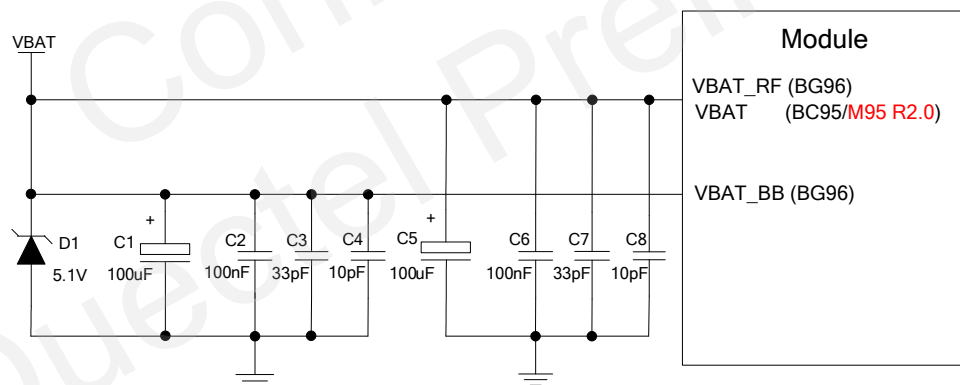 VBAT
Module
VBAT_RF (BG96)
VBAT (BC95/M95 R2.0)
VBAT_BB (BG96)
D1
5.1V
+
C1
100uF
C2
100nF
C3
33pF
C4
10pF
+
C5
100uF
C6
100nF
C7
33pF
C8
10pF
Quectel